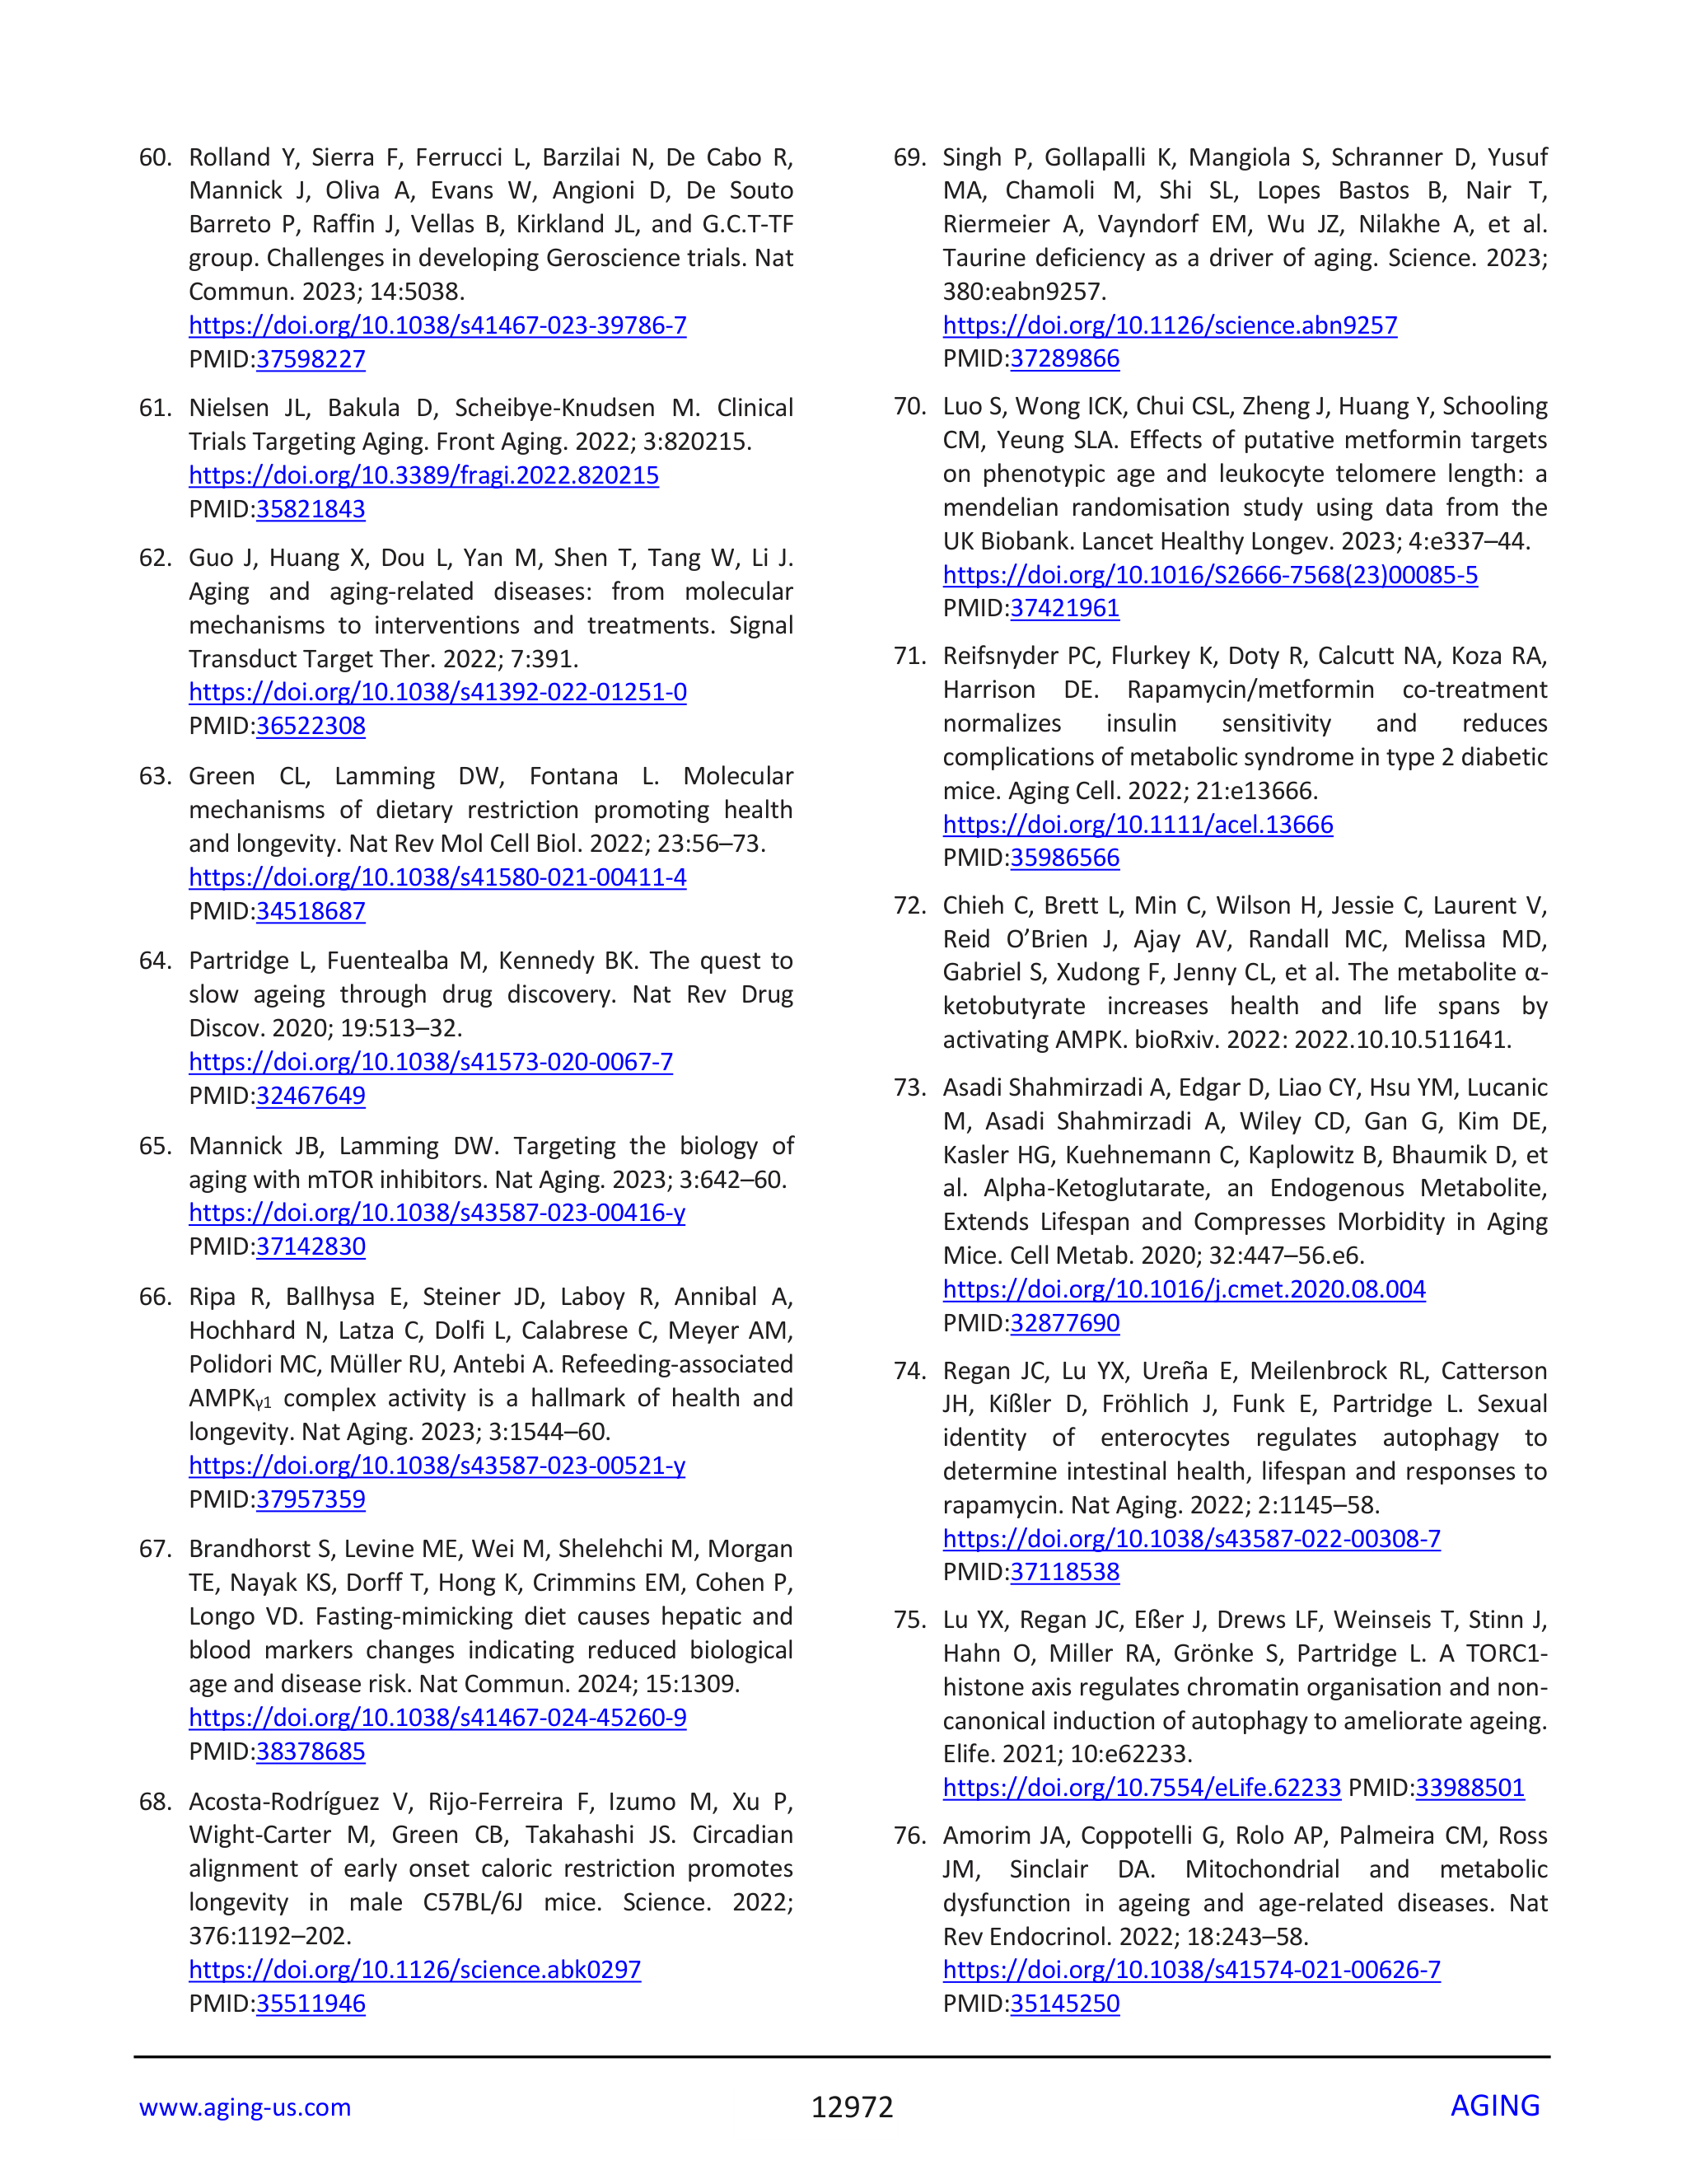 60. Rolland Y, Sierra F, Ferrucci L, Barzilai N, De Cabo R,
Mannick J, Oliva A, Evans W, Angioni D, De Souto
Barreto P, Raffin J, Vellas B, Kirkland JL, and G.C.T-TF
group. Challenges in developing Geroscience trials. Nat
Commun. 2023; 14:5038.
https://doi.org/10.1038/s41467-023-39786-7
PMID:37598227
61. Nielsen JL, Bakula D, Scheibye-Knudsen M. Clinical
Trials Targeting Aging. Front Aging. 2022; 3:820215.
https://doi.org/10.3389/fragi.2022.820215
PMID:35821843
62. Guo J, Huang X, Dou L, Yan M, Shen T, Tang W, Li J.
Aging and aging-related diseases: from molecular
mechanisms to interventions and treatments. Signal
Transduct Target Ther. 2022; 7:391.
https://doi.org/10.1038/s41392-022-01251-0
PMID:36522308
63. Green CL, Lamming DW, Fontana L. Molecular
mechanisms of dietary restriction promoting health
and longevity. Nat Rev Mol Cell Biol. 2022; 23:56–73.
https://doi.org/10.1038/s41580-021-00411-4
PMID:34518687
64. Partridge L, Fuentealba M, Kennedy BK. The quest to
slow ageing through drug discovery. Nat Rev Drug
Discov. 2020; 19:513–32.
https://doi.org/10.1038/s41573-020-0067-7
PMID:32467649
65. Mannick JB, Lamming DW. Targeting the biology of
aging with mTOR inhibitors. Nat Aging. 2023; 3:642–60.
https://doi.org/10.1038/s43587-023-00416-y
PMID:37142830
66. Ripa R, Ballhysa E, Steiner JD, Laboy R, Annibal A,
Hochhard N, Latza C, Dolfi L, Calabrese C, Meyer AM,
Polidori MC, Müller RU, Antebi A. Refeeding-associated
AMPKγ1 complex activity is a hallmark of health and
longevity. Nat Aging. 2023; 3:1544–60.
https://doi.org/10.1038/s43587-023-00521-y
PMID:37957359
67. Brandhorst S, Levine ME, Wei M, Shelehchi M, Morgan
TE, Nayak KS, Dorff T, Hong K, Crimmins EM, Cohen P,
Longo VD. Fasting-mimicking diet causes hepatic and
blood markers changes indicating reduced biological
age and disease risk. Nat Commun. 2024; 15:1309.
https://doi.org/10.1038/s41467-024-45260-9
PMID:38378685
68. Acosta-Rodríguez V, Rijo-Ferreira F, Izumo M, Xu P,
Wight-Carter M, Green CB, Takahashi JS. Circadian
alignment of early onset caloric restriction promotes
longevity in male C57BL/6J mice. Science. 2022;
376:1192–202.
https://doi.org/10.1126/science.abk0297
PMID:35511946
69. Singh P, Gollapalli K, Mangiola S, Schranner D, Yusuf
MA, Chamoli M, Shi SL, Lopes Bastos B, Nair T,
Riermeier A, Vayndorf EM, Wu JZ, Nilakhe A, et al.
Taurine deficiency as a driver of aging. Science. 2023;
380:eabn9257.
https://doi.org/10.1126/science.abn9257
PMID:37289866
70. Luo S, Wong ICK, Chui CSL, Zheng J, Huang Y, Schooling
CM, Yeung SLA. Effects of putative metformin targets
on phenotypic age and leukocyte telomere length: a
mendelian randomisation study using data from the
UK Biobank. Lancet Healthy Longev. 2023; 4:e337–44.
https://doi.org/10.1016/S2666-7568(23)00085-5
PMID:37421961
71. Reifsnyder PC, Flurkey K, Doty R, Calcutt NA, Koza RA,
Harrison DE. Rapamycin/metformin co-treatment
normalizes insulin sensitivity and reduces
complications of metabolic syndrome in type 2 diabetic
mice. Aging Cell. 2022; 21:e13666.
https://doi.org/10.1111/acel.13666
PMID:35986566
72. Chieh C, Brett L, Min C, Wilson H, Jessie C, Laurent V,
Reid O’Brien J, Ajay AV, Randall MC, Melissa MD,
Gabriel S, Xudong F, Jenny CL, et al. The metabolite α-
ketobutyrate increases health and life spans by
activating AMPK. bioRxiv. 2022: 2022.10.10.511641.
73. Asadi Shahmirzadi A, Edgar D, Liao CY, Hsu YM, Lucanic
M, Asadi Shahmirzadi A, Wiley CD, Gan G, Kim DE,
Kasler HG, Kuehnemann C, Kaplowitz B, Bhaumik D, et
al. Alpha-Ketoglutarate, an Endogenous Metabolite,
Extends Lifespan and Compresses Morbidity in Aging
Mice. Cell Metab. 2020; 32:447–56.e6.
https://doi.org/10.1016/j.cmet.2020.08.004
PMID:32877690
74. Regan JC, Lu YX, Ureña E, Meilenbrock RL, Catterson
JH, Kißler D, Fröhlich J, Funk E, Partridge L. Sexual
identity of enterocytes regulates autophagy to
determine intestinal health, lifespan and responses to
rapamycin. Nat Aging. 2022; 2:1145–58.
https://doi.org/10.1038/s43587-022-00308-7
PMID:37118538
75. Lu YX, Regan JC, Eßer J, Drews LF, Weinseis T, Stinn J,
Hahn O, Miller RA, Grönke S, Partridge L. A TORC1-
histone axis regulates chromatin organisation and non-
canonical induction of autophagy to ameliorate ageing.
Elife. 2021; 10:e62233.
https://doi.org/10.7554/eLife.62233 PMID:33988501
76. Amorim JA, Coppotelli G, Rolo AP, Palmeira CM, Ross
JM, Sinclair DA. Mitochondrial and metabolic
dysfunction in ageing and age-related diseases. Nat
Rev Endocrinol. 2022; 18:243–58.
https://doi.org/10.1038/s41574-021-00626-7
PMID:35145250
www.aging-us.com 12972 AGING